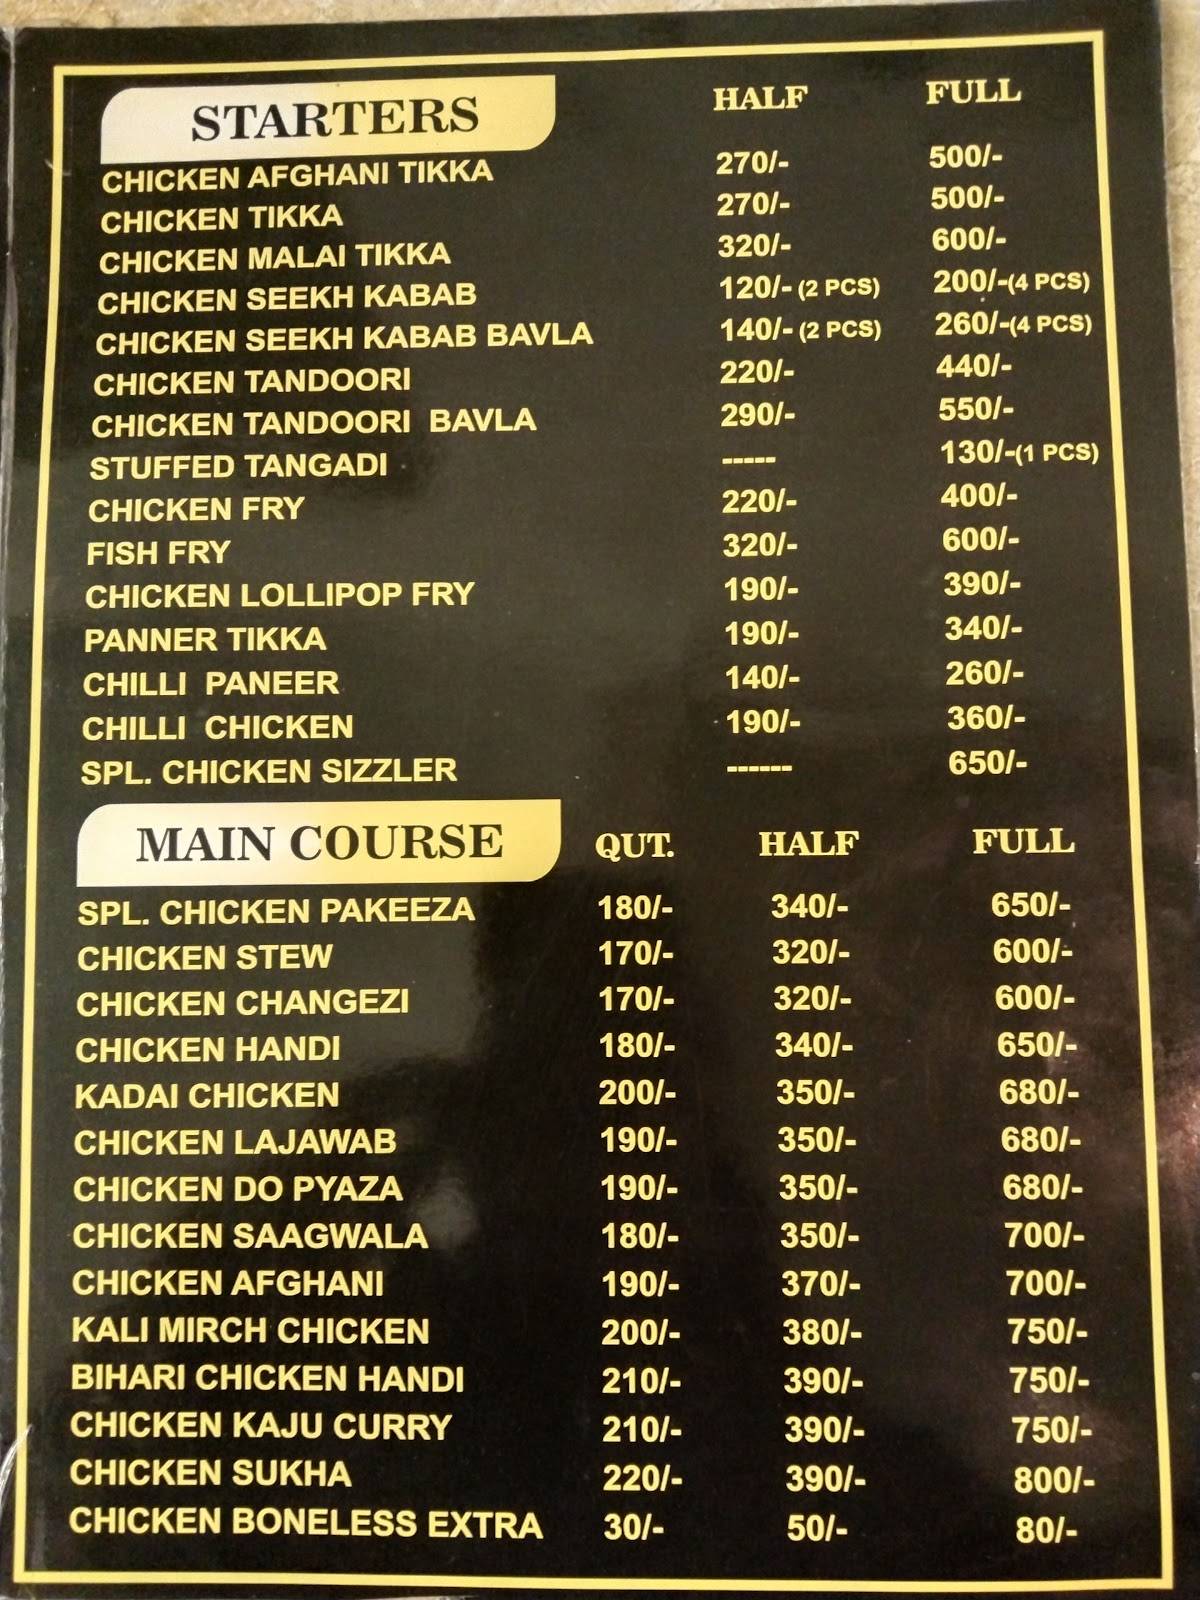 STARTERS HALF FULL
CHICKEN AFGHANI TIKKA 270/- 500/-
CHICKEN TIKKA 270/- 500/-
CHICKEN MALAI TIKKA 320/- 600/-
CHICKEN SEEKH KABAB 120/- (2 PCS) 200/-(4 PCS)
CHICKEN SEEKH KABAB BAVLA 140/- (2 PCS) 260/-(4 PCS)
CHICKEN TANDOORI 220/- 440/-
CHICKEN TANDOORI BAVLA 290/- 550/-
STUFFED TANGADI ----- 130/-(1 PCS)
CHICKEN FRY 220/- 400/-
FISH FRY 320/- 600/-
CHICKEN LOLLIPOP FRY 190/- 390/-
PANNER TIKKA 190/- 340/-
CHILLI PANEER 140/- 260/-
CHILLI CHICKEN 190/- 360/-
SPL. CHICKEN SIZZLER ------ 650/-
MAIN COURSE QUT. HALF FULL
SPL. CHICKEN PAKEEZA 180/- 340/- 650/-
CHICKEN STEW 170/- 320/- 600/-
CHICKEN CHANGEZI 170/- 320/- 600/-
CHICKEN HANDI 180/- 340/- 650/-
KADAI CHICKEN 200/- 350/- 680/-
CHICKEN LAJAWAB 190/- 350/- 680/-
CHICKEN DO PYAZA 190/- 350/- 680/-
CHICKEN SAAGWALA 180/- 350/- 700/-
CHICKEN AFGHANI 190/- 370/- 700/-
KALI MIRCH CHICKEN 200/- 380/- 750/-
BIHARI CHICKEN HANDI 210/- 390/- 750/-
CHICKEN KAJU CURRY 210/- 390/- 750/-
CHICKEN SUKHA 220/- 390/- 800/-
CHICKEN BONELESS EXTRA 30/- 50/- 80/-